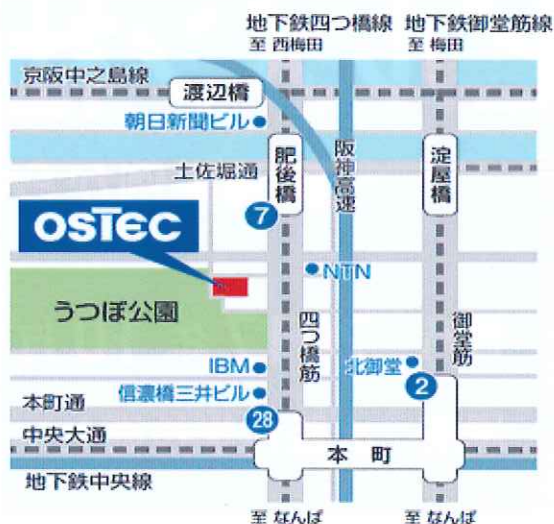 地下鉄四つ橋線
至 西梅田
地下鉄御堂筋線
至 梅田
京阪中之島線
渡辺橋
朝日新聞ビル
土佐堀通
肥後橋
阪神高速
淀屋橋
OSTEC
7
NTN
うつぼ公園
四つ橋筋
御堂筋
IBM
北御堂
2
信濃橋三井ビル
本町通
28
中央大通
本町
地下鉄中央線
至 なんば
至 なんば